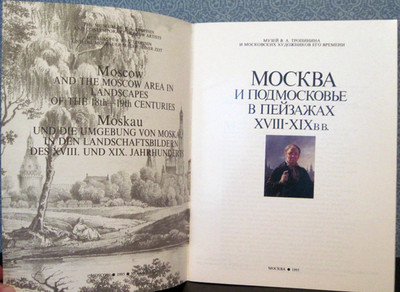 Moscow
AND THE MOSCOW AREA IN
LANDSCAPES
OF THE 18th–19th CENTURIES
Moskau
UND DIE UMGEBUNG VON MOSKAU
IN DEN LANDSCHAFTSBILDERN
DES XVIII. UND XIX. JAHRHUNDERTS
МУЗЕЙ В. А. ТРОПИНИНА
И МОСКОВСКИХ ХУДОЖНИКОВ ЕГО ВРЕМЕНИ
МОСКВА
И ПОДМОСКОВЬЕ
В ПЕЙЗАЖАХ
XVIII-XIX В.В.
МОСКВА